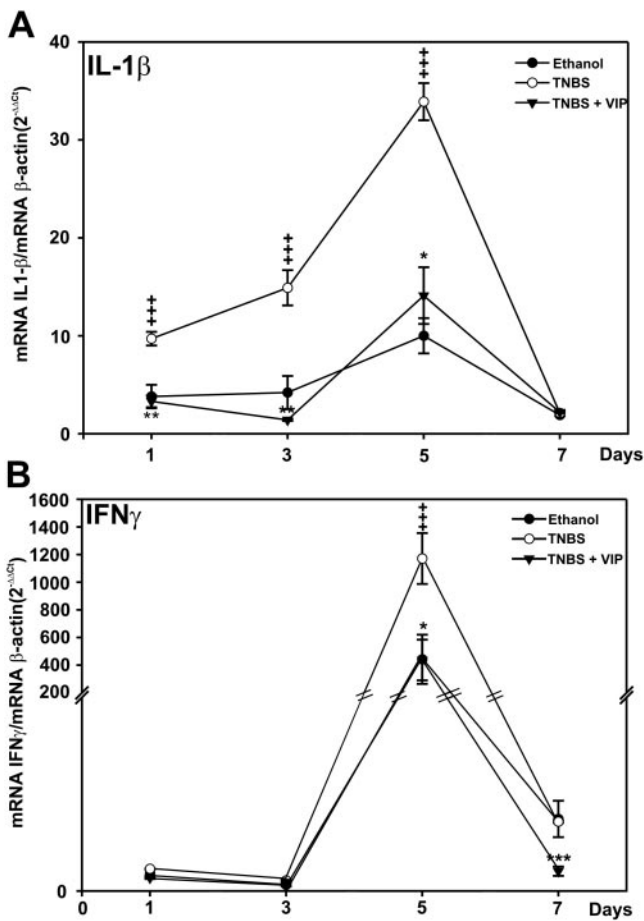 A
IL-1β
40
30
20
10
0
mRNA IL1-β/mRNA β-actin(2-ΔΔCt)
Ethanol
TNBS
TNBS + VIP
+++
+++
+++
**
**
*
1
3
5
7
Days
B
IFNγ
1600
1400
1200
1000
800
600
400
200
0
mRNA IFNγ/mRNA β-actin(2-ΔΔCt)
Ethanol
TNBS
TNBS + VIP
+++
*
***
0
1
3
5
7
Days